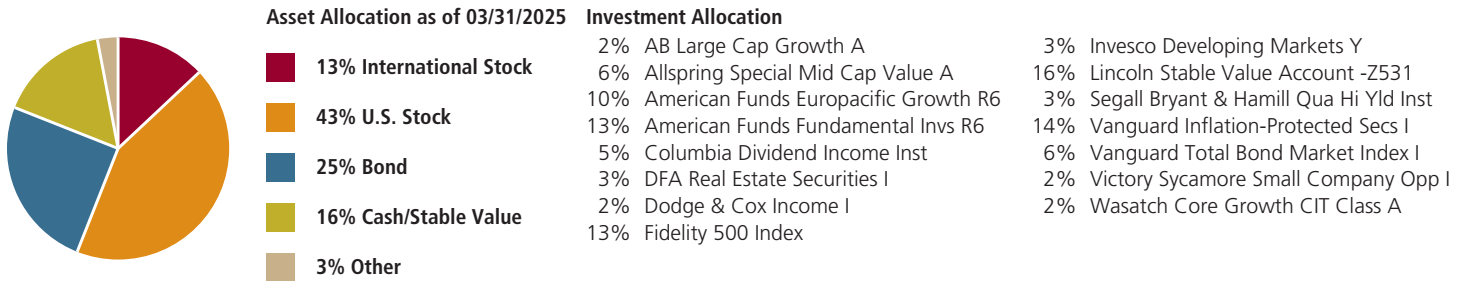 Asset Allocation as of 03/31/2025
13% International Stock
43% U.S. Stock
25% Bond
16% Cash/Stable Value
3% Other
Investment Allocation
2% AB Large Cap Growth A
6% Allspring Special Mid Cap Value A
10% American Funds Europacific Growth R6
13% American Funds Fundamental Invs R6
5% Columbia Dividend Income Inst
3% DFA Real Estate Securities I
2% Dodge & Cox Income I
13% Fidelity 500 Index
3% Invesco Developing Markets Y
16% Lincoln Stable Value Account -Z531
3% Segall Bryant & Hamill Qua Hi Yld Inst
14% Vanguard Inflation-Protected Secs I
6% Vanguard Total Bond Market Index I
2% Victory Sycamore Small Company Opp I
2% Wasatch Core Growth CIT Class A